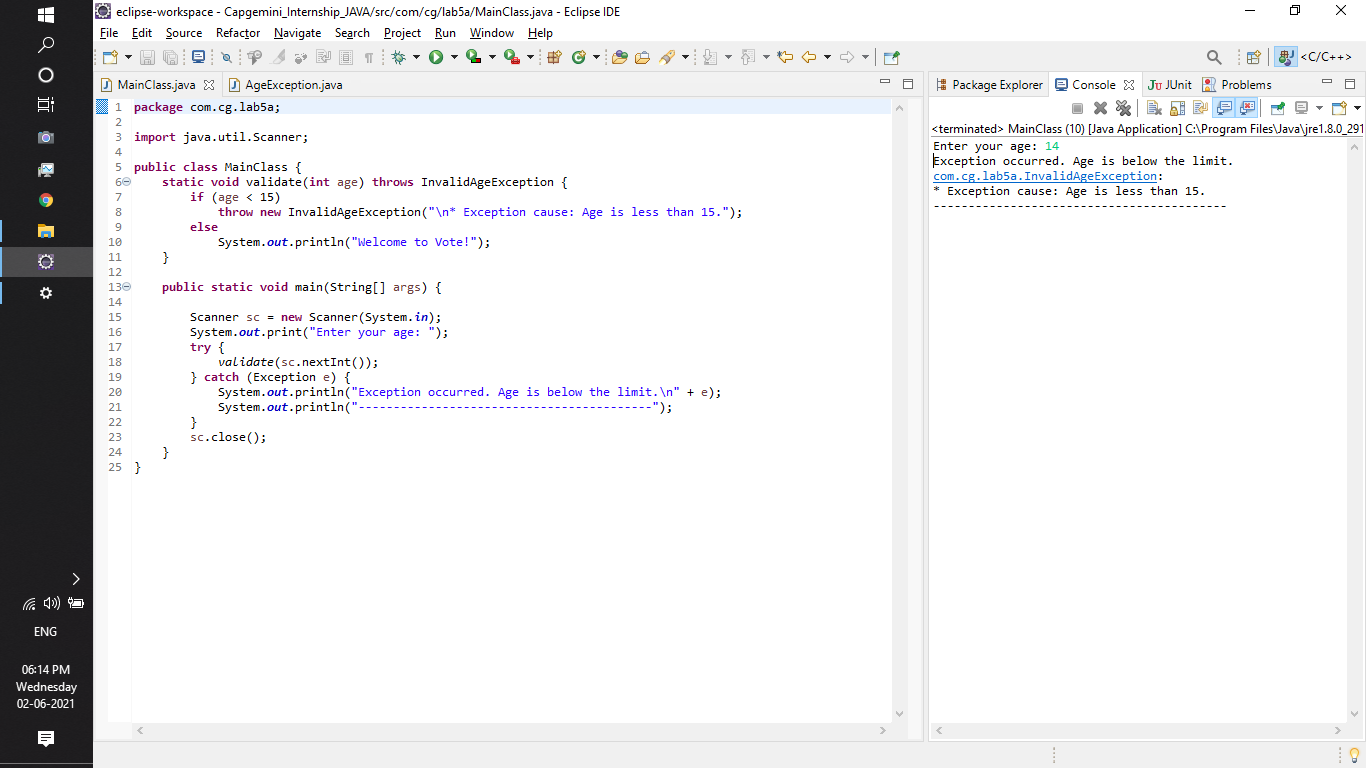 eclipse-workspace - Capgemini_Internship_JAVA/src/com/cg/lab5a/MainClass.java - Eclipse IDE
File Edit Source Refactor Navigate Search Project Run Window Help
<C/C++>
MainClass.java AgeException.java
1 package com.cg.lab5a;
2
3 import java.util.Scanner;
4
5 public class MainClass {
6 static void validate(int age) throws InvalidAgeException {
7 if (age < 15)
8 throw new InvalidAgeException("\n* Exception cause: Age is less than 15.");
9 else
10 System.out.println("Welcome to Vote!");
11 }
12
13 public static void main(String[] args) {
14
15 Scanner sc = new Scanner(System.in);
16 System.out.print("Enter your age: ");
17 try {
18 validate(sc.nextInt());
19 } catch (Exception e) {
20 System.out.println("Exception occurred. Age is below the limit.\n" + e);
21 System.out.println("------------------------------------------");
22 }
23 sc.close();
24 }
25 }
Package Explorer Console JUnit Problems
<terminated> MainClass (10) [Java Application] C:\Program Files\Java\jre1.8.0_291
Enter your age: 14
Exception occurred. Age is below the limit.
com.cg.lab5a.InvalidAgeException:
* Exception cause: Age is less than 15.
------------------------------------------
ENG
06:14 PM
Wednesday
02-06-2021